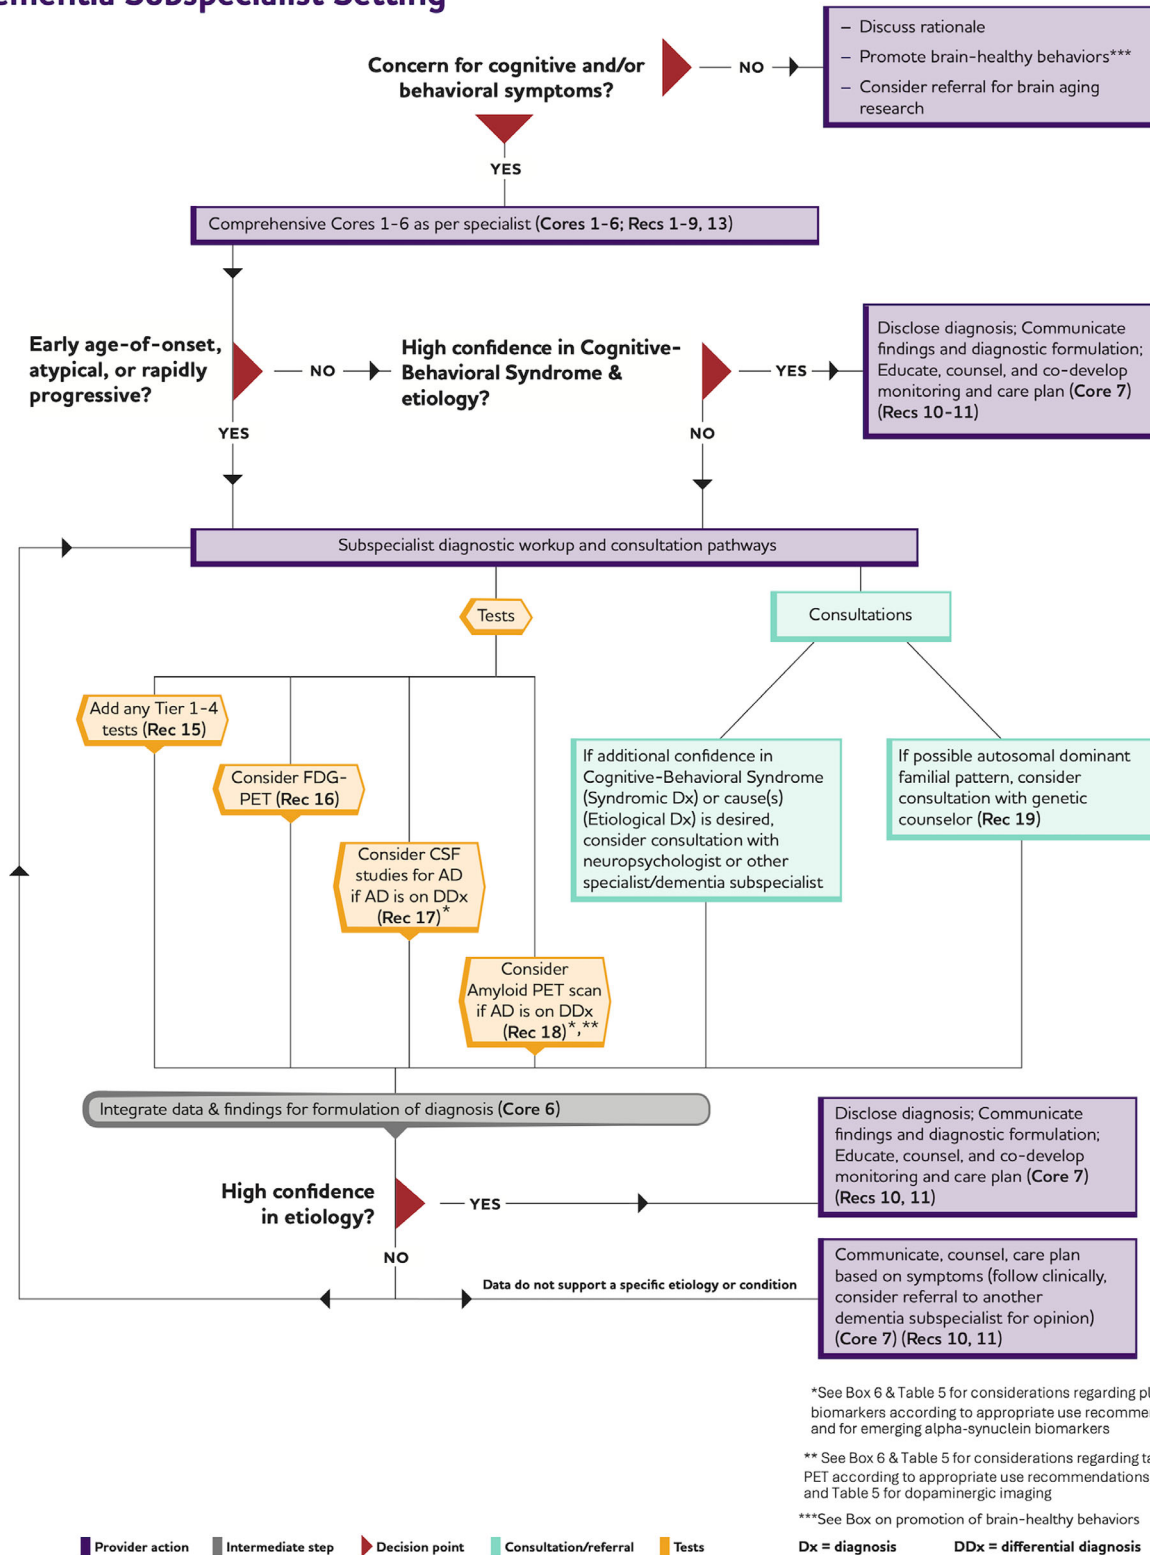 Dementia Subspecialist Setting
Concern for cognitive and/or
behavioral symptoms?
NO
– Discuss rationale
– Promote brain-healthy behaviors***
– Consider referral for brain aging
research
YES
Comprehensive Cores 1-6 as per specialist (Cores 1-6; Recs 1-9, 13)
Early age-of-onset,
atypical, or rapidly
progressive?
NO
High confidence in Cognitive-
Behavioral Syndrome &
etiology?
YES
Disclose diagnosis; Communicate
findings and diagnostic formulation;
Educate, counsel, and co-develop
monitoring and care plan (Core 7)
(Recs 10-11)
YES
NO
Subspecialist diagnostic workup and consultation pathways
Tests
Consultations
Add any Tier 1-4
tests (Rec 15)
Consider FDG-
PET (Rec 16)
Consider CSF
studies for AD
if AD is on DDx
(Rec 17)*
Consider
Amyloid PET scan
if AD is on DDx
(Rec 18)*,**
If additional confidence in
Cognitive-Behavioral Syndrome
(Syndromic Dx) or cause(s)
(Etiological Dx) is desired,
consider consultation with
neuropsychologist or other
specialist/dementia subspecialist
If possible autosomal dominant
familial pattern, consider
consultation with genetic
counselor (Rec 19)
Integrate data & findings for formulation of diagnosis (Core 6)
High confidence
in etiology?
YES
Disclose diagnosis; Communicate
findings and diagnostic formulation;
Educate, counsel, and co-develop
monitoring and care plan (Core 7)
(Recs 10, 11)
NO
Data do not support a specific etiology or condition
Communicate, counsel, care plan
based on symptoms (follow clinically,
consider referral to another
dementia subspecialist for opinion)
(Core 7) (Recs 10, 11)
*See Box 6 & Table 5 for considerations regarding
biomarkers according to appropriate use
and for emerging alpha-synuclein biomarkers
** See Box 6 & Table 5 for considerations regarding
PET according to appropriate use recommendations
and Table 5 for dopaminergic imaging
***See Box on promotion of brain-healthy behaviors
Provider action
Intermediate step
Decision point
Consultation/referral
Tests
Dx = diagnosis
DDx = differential diagnosis